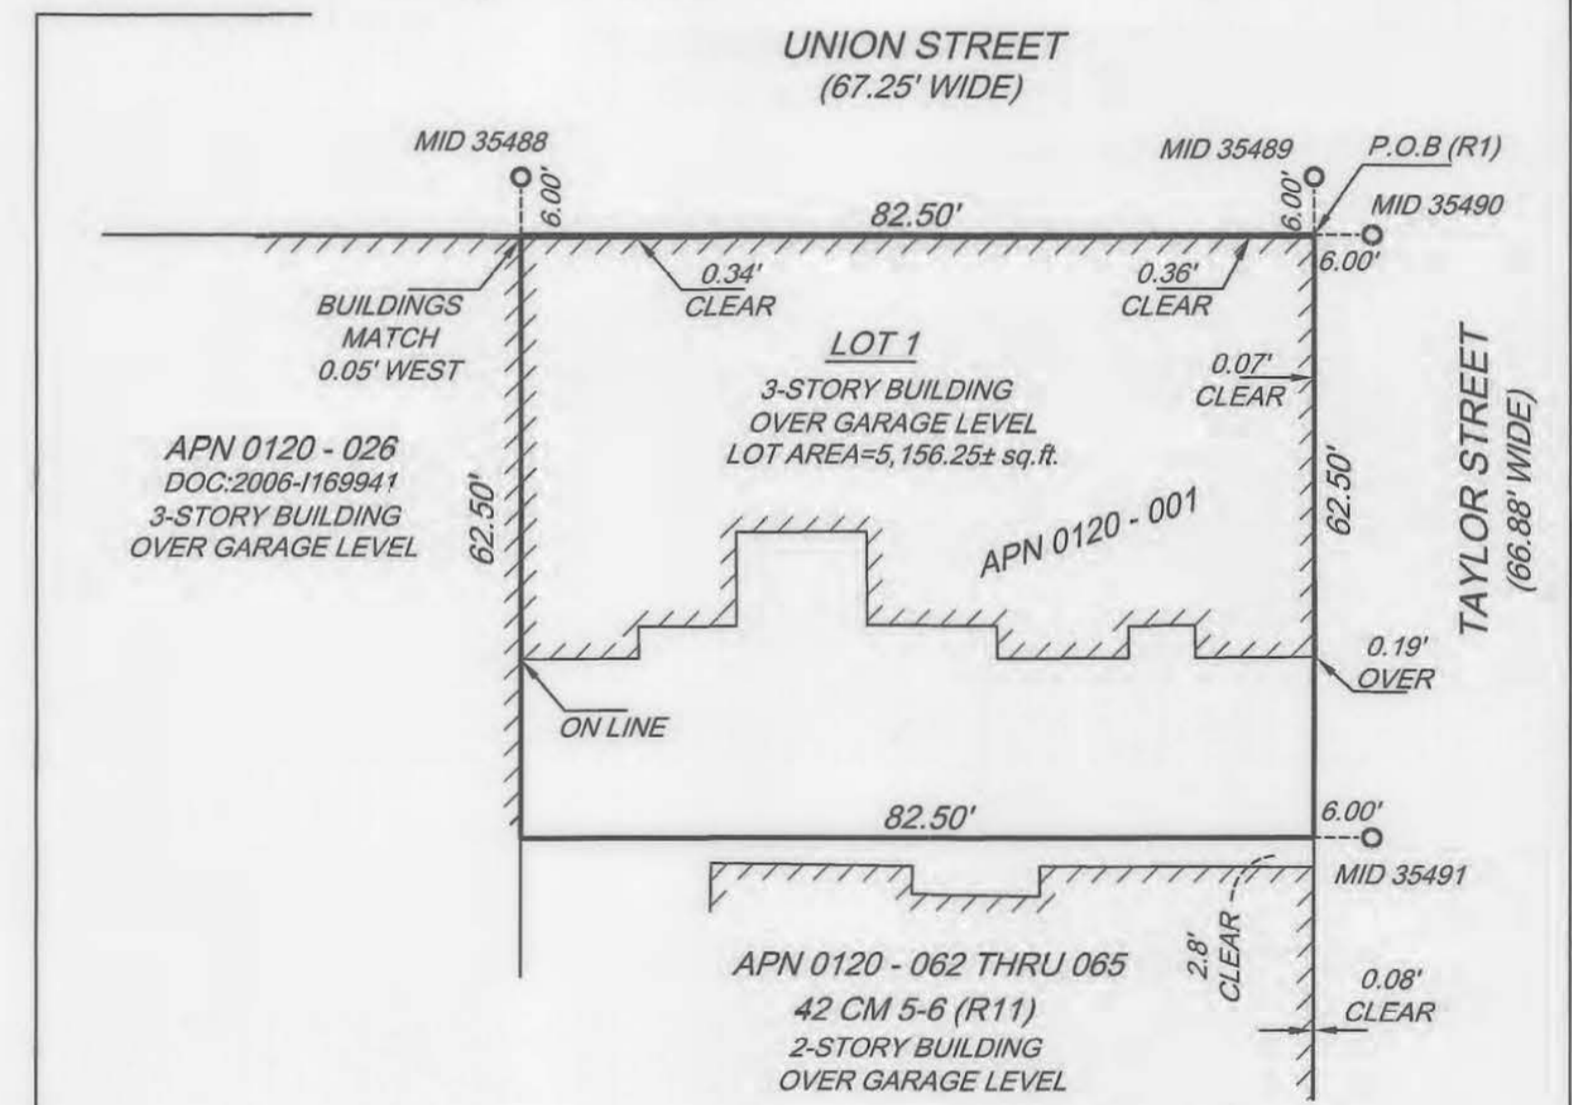 UNION STREET
(67.25' WIDE)
MID 35488
MID 35489
P.O.B (R1)
6.00'
82.50'
6.00'
MID 35490
6.00'
BUILDINGS
MATCH
0.05' WEST
0.34'
CLEAR
0.36'
CLEAR
LOT 1
3-STORY BUILDING
OVER GARAGE LEVEL
LOT AREA=5,156.25± sq.ft.
0.07'
CLEAR
APN 0120 - 026
DOC:2006-I169941
3-STORY BUILDING
OVER GARAGE LEVEL
62.50'
APN 0120 - 001
62.50'
TAYLOR STREET
(66.88' WIDE)
0.19'
OVER
ON LINE
82.50'
6.00'
MID 35491
2.8'
CLEAR
APN 0120 - 062 THRU 065
42 CM 5-6 (R11)
2-STORY BUILDING
OVER GARAGE LEVEL
0.08'
CLEAR